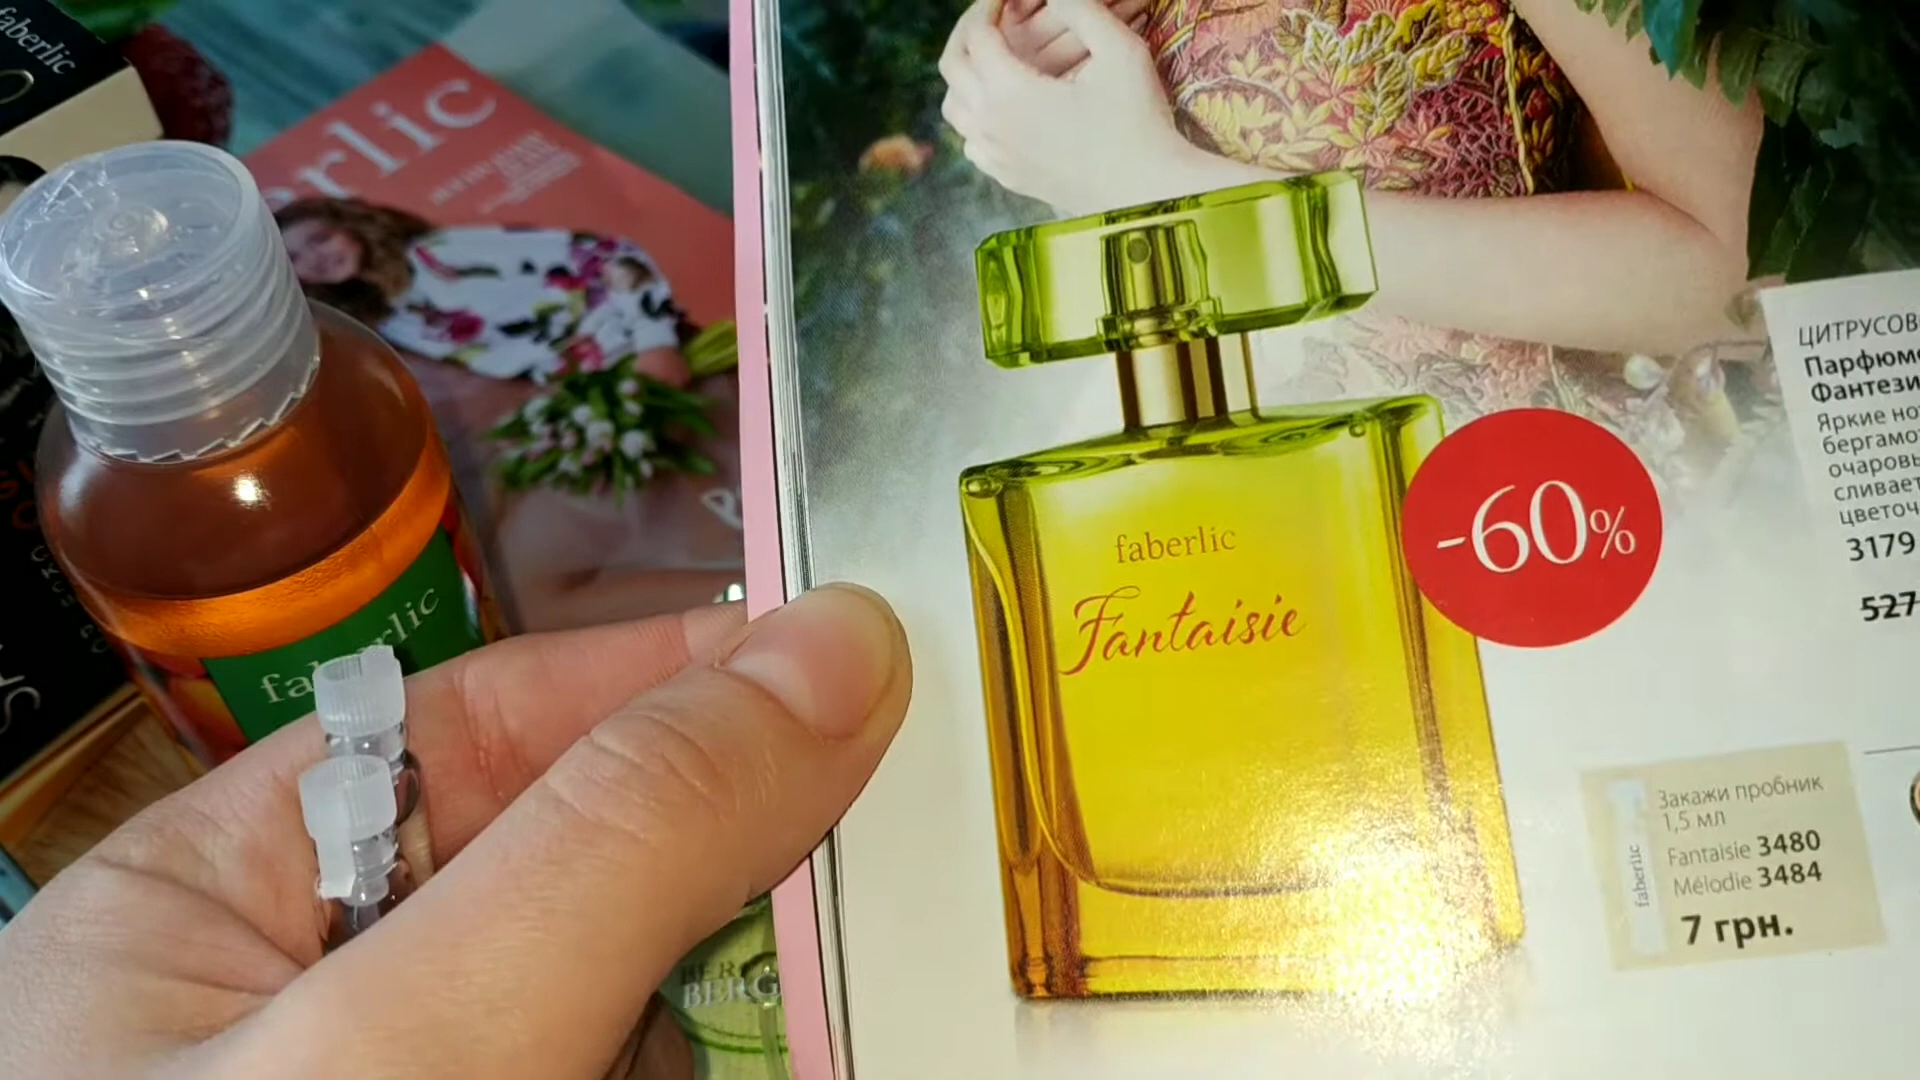 faberlic
erlic
faberlic
faberlic
Fantaisie
-60%
ЦИТРУСОВ
Парфюм
Фантези
Яркие но
бергамо
очаровы
сливает
цветоч
3179
527
Закажи пробник
1,5 мл
Fantaisie 3480
Mélodie 3484
7 грн.
faberlic
BERG